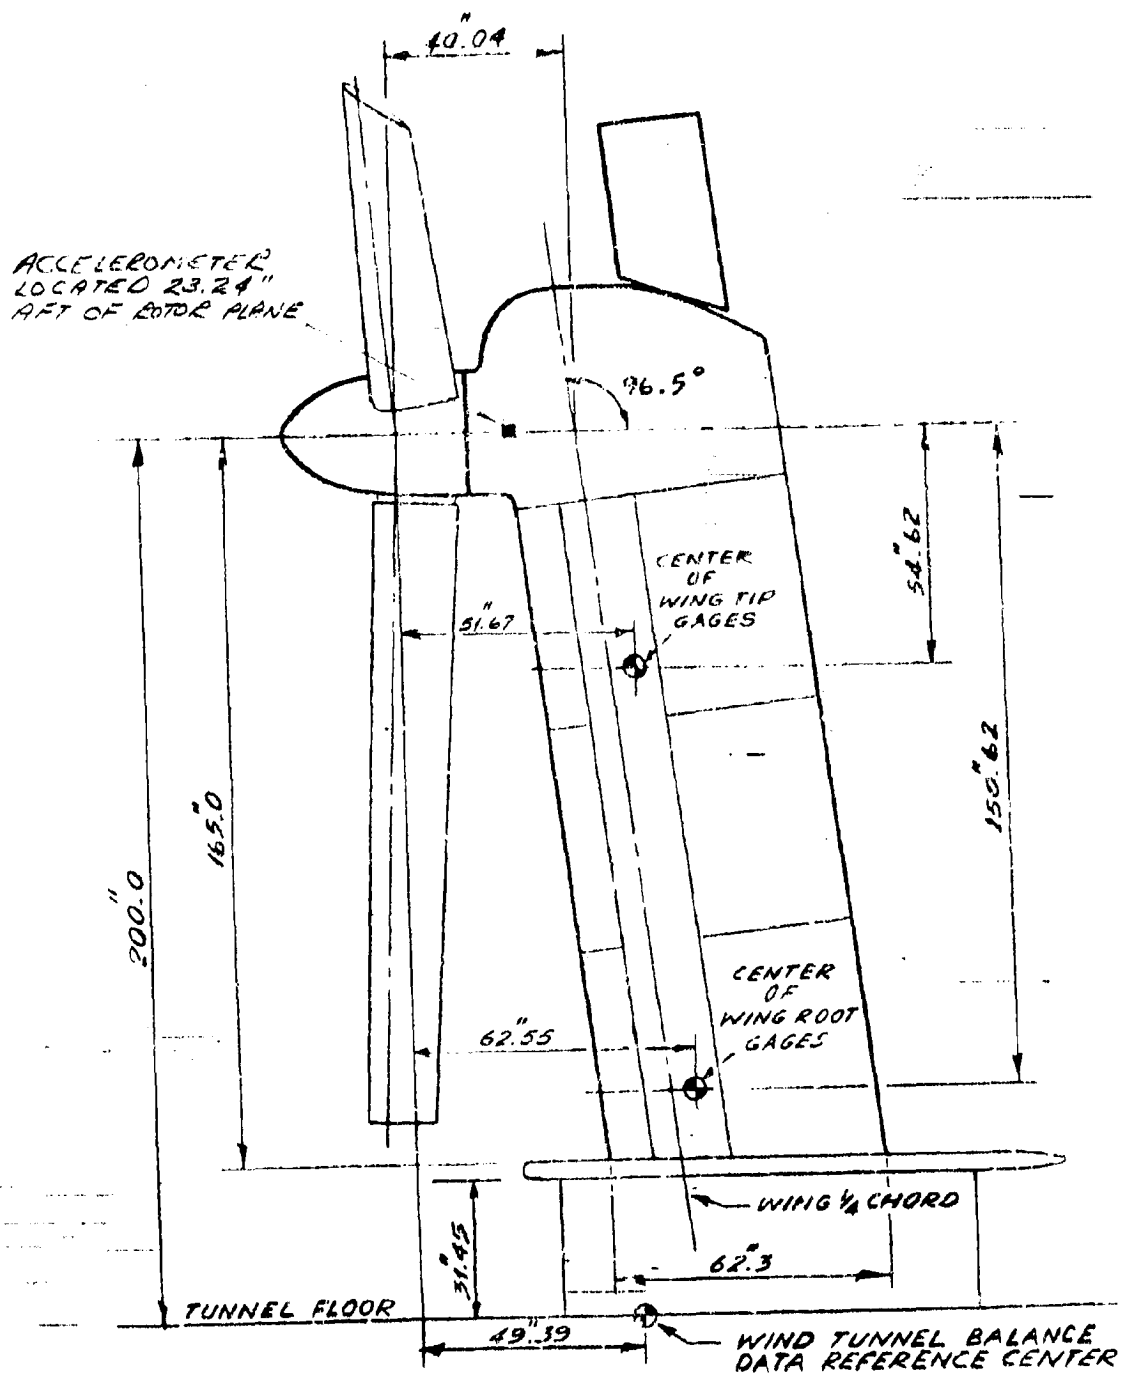 40".04
ACCELEROMETER
LOCATED 23.24"
AFT OF ROTOR PLANE
96.5°
54".62
CENTER
OF
WING TIP
GAGES
51".67
150".62
165".0
200".0
CENTER
OF
WING ROOT
GAGES
62".55
WING 1/4 CHORD
31".45
62".3
TUNNEL FLOOR
49".39
WIND TUNNEL BALANCE
DATA REFERENCE CENTER